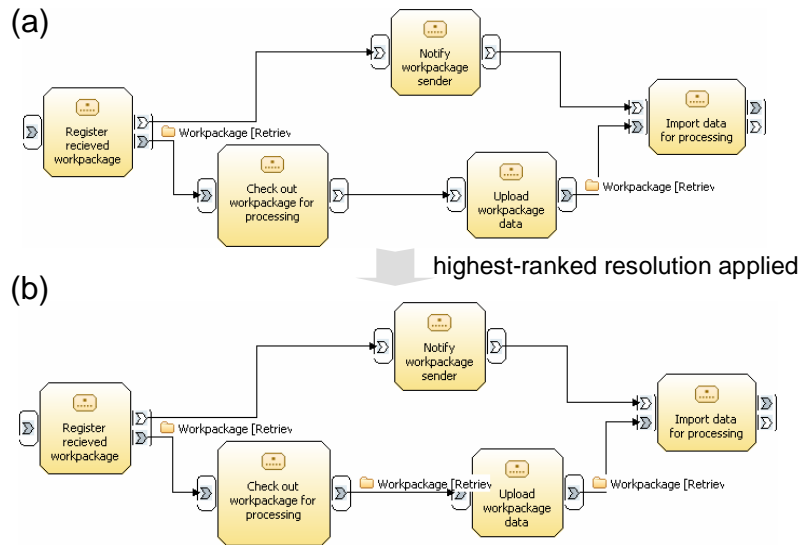 (a)
Notify
workpackage
sender
Register
recieved
workpackage
Workpackage [Retriev
Import data
for processing
Check out
workpackage for
processing
Upload
workpackage
data
Workpackage [Retriev
highest-ranked resolution applied
(b)
Notify
workpackage
sender
Register
recieved
workpackage
Workpackage [Retriev
Import data
for processing
Check out
workpackage for
processing
Workpackage [Retriev
Upload
workpackage
data
Workpackage [Retriev